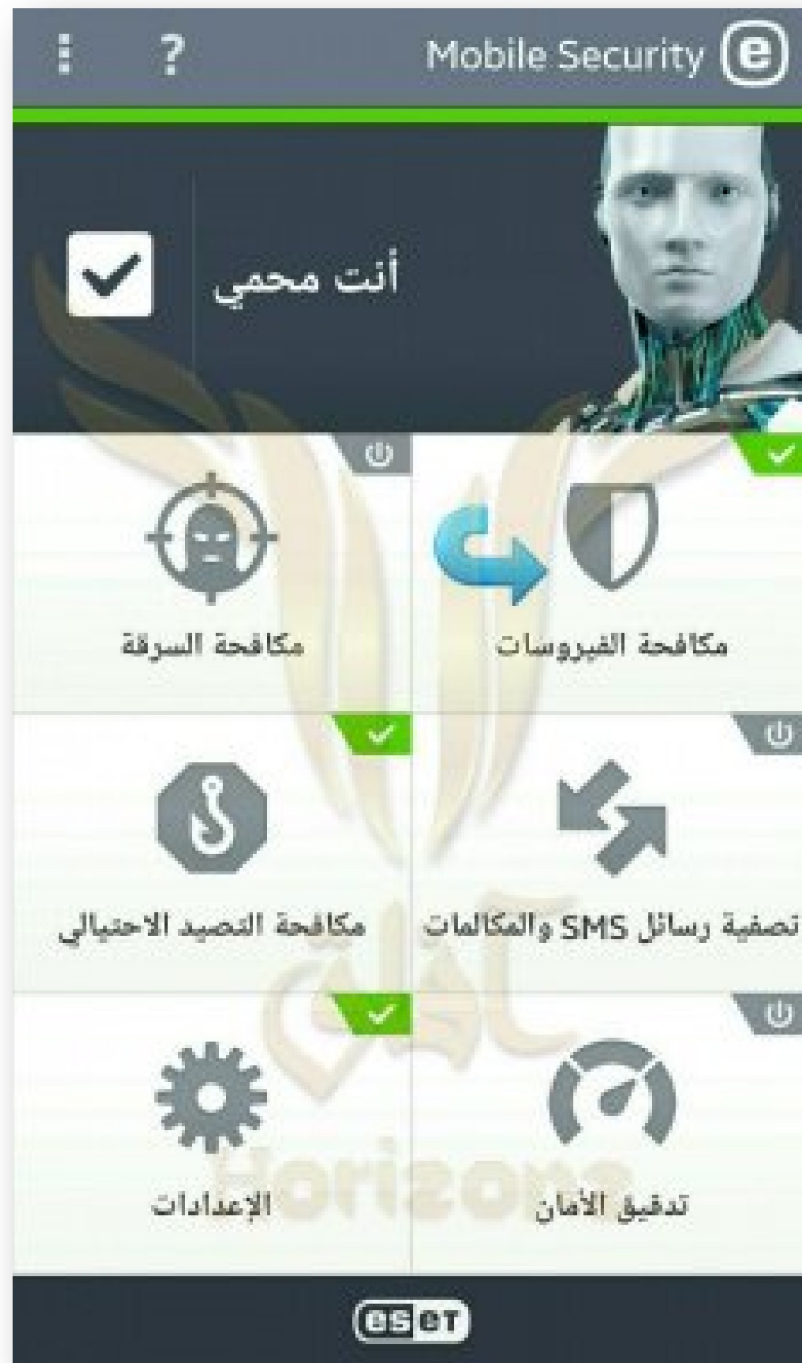 Mobile Security e
?
أنت محمي
مكافحة الفيروسات
مكافحة السرقة
تصفية رسائل SMS والمكالمات
مكافحة التصيد الاحتيالي
تدقيق الأمان
الإعدادات
آفاق
Horizons
eset